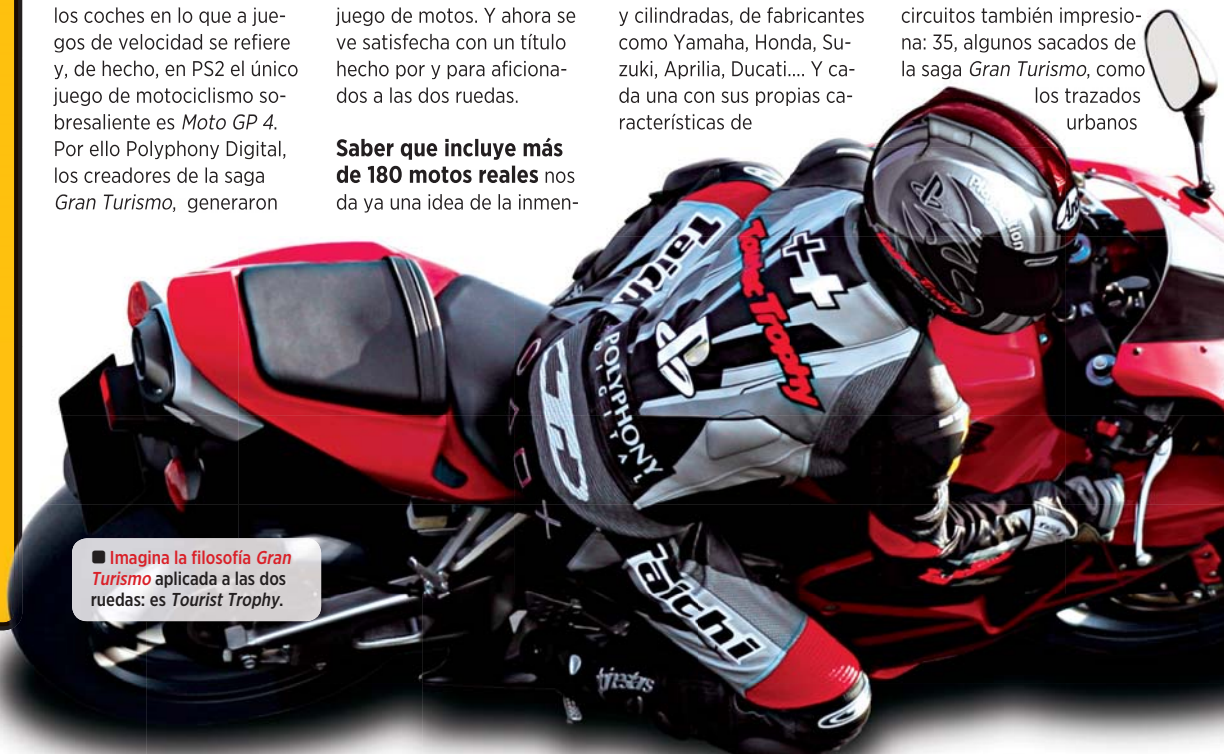 los coches en lo que a jue-
gos de velocidad se refiere
y, de hecho, en PS2 el único
juego de motociclismo so-
bresaliente es Moto GP 4.
Por ello Polyphony Digital,
los creadores de la saga
Gran Turismo, generaron
juego de motos. Y ahora se
ve satisfecha con un título
hecho por y para aficiona-
dos a las dos ruedas.
Saber que incluye más
de 180 motos reales nos
da ya una idea de la inmen-
y cilindradas, de fabricantes
como Yamaha, Honda, Su-
zuki, Aprilia, Ducati.... Y ca-
da una con sus propias ca-
racterísticas de
circuitos también impresio-
na: 35, algunos sacados de
la saga Gran Turismo, como
los trazados
urbanos
PlayStation
Arai
Taichi
Tourist Trophy
POLYPHONY
DIGITAL
Taichi
alpinestars
■ Imagina la filosofía Gran
Turismo aplicada a las dos
ruedas: es Tourist Trophy.